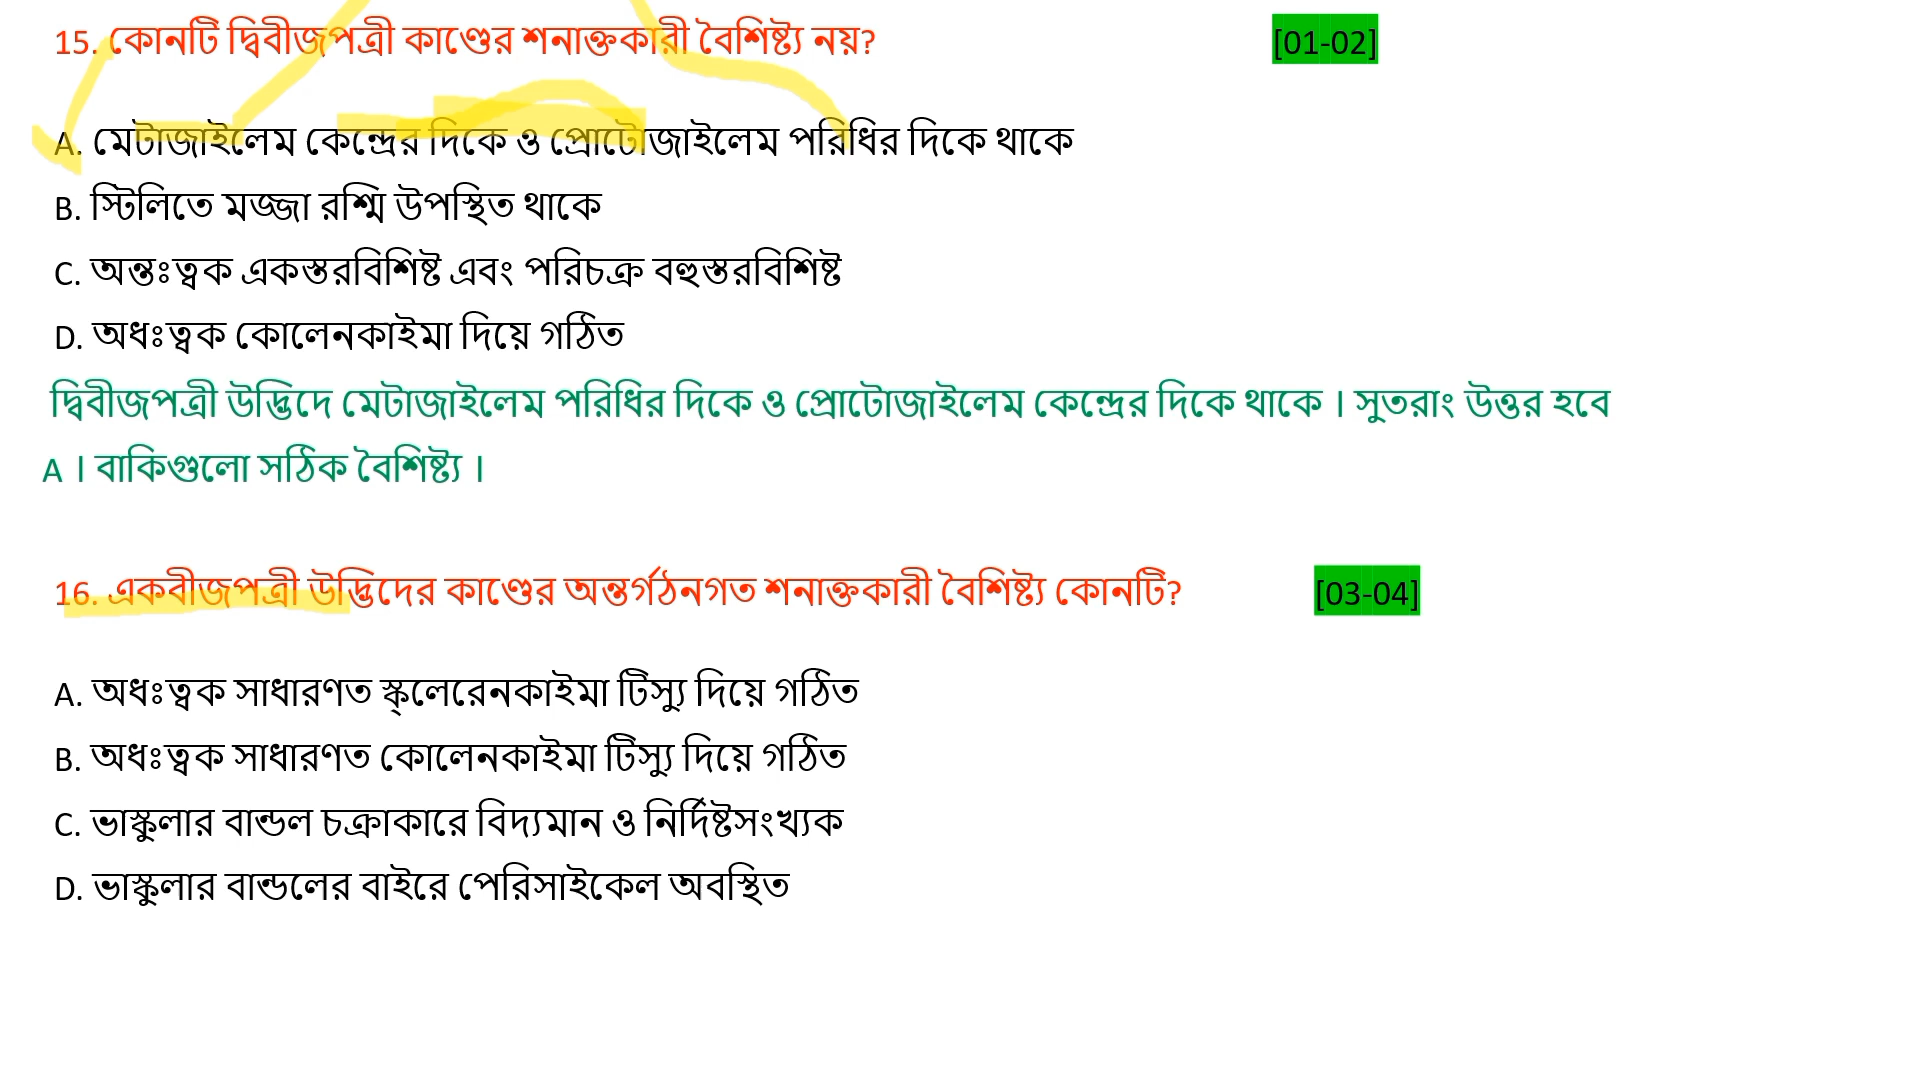 15. কোনটি দ্বিবীজপত্রী কাণ্ডের শনাক্তকারী বৈশিষ্ট্য নয়? [01-02]
A. মেটাজাইলেম কেন্দ্রের দিকে ও প্রোটোজাইলেম পরিধির দিকে থাকে
B. স্টিলিতে মজ্জা রশ্মি উপস্থিত থাকে
C. অন্তঃত্বক একস্তরবিশিষ্ট এবং পরিচক্র বহুস্তরবিশিষ্ট
D. অধঃত্বক কোলেনকাইমা দিয়ে গঠিত
দ্বিবীজপত্রী উদ্ভিদে মেটাজাইলেম পরিধির দিকে ও প্রোটোজাইলেম কেন্দ্রের দিকে থাকে । সুতরাং উত্তর হবে
A । বাকিগুলো সঠিক বৈশিষ্ট্য ।
16. একবীজপত্রী উদ্ভিদের কাণ্ডের অন্তর্গঠনগত শনাক্তকারী বৈশিষ্ট্য কোনটি? [03-04]
A. অধঃত্বক সাধারণত স্ক্লেরেনকাইমা টিস্যু দিয়ে গঠিত
B. অধঃত্বক সাধারণত কোলেনকাইমা টিস্যু দিয়ে গঠিত
C. ভাস্কুলার বান্ডল চক্রাকারে বিদ্যমান ও নির্দিষ্টসংখ্যক
D. ভাস্কুলার বান্ডলের বাইরে পেরিসাইকেল অবস্থিত